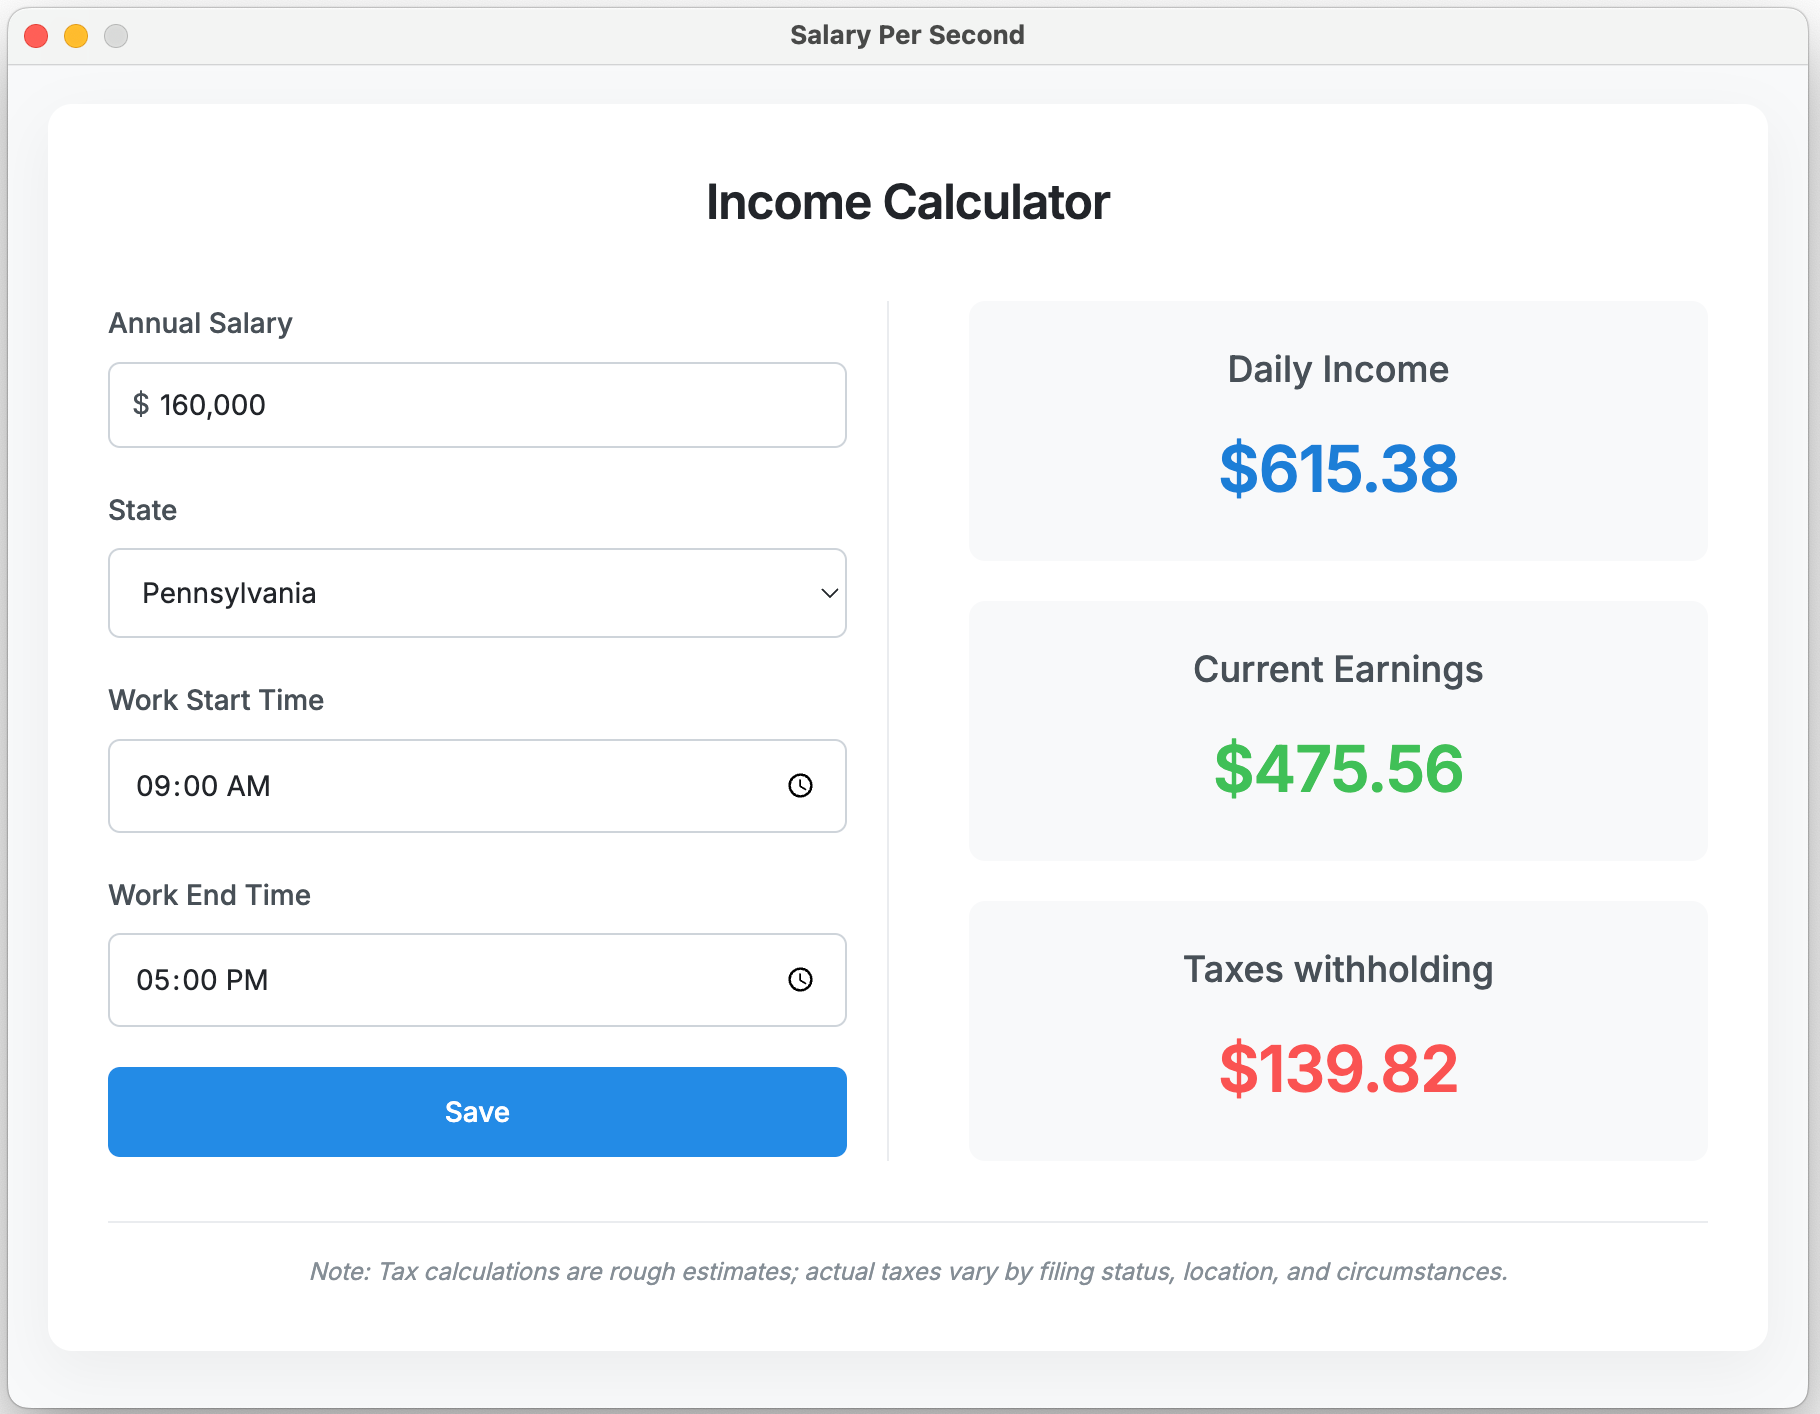 Salary Per Second
Income Calculator
Annual Salary
$ 160,000
State
Pennsylvania
Work Start Time
09:00 AM
Work End Time
05:00 PM
Save
Daily Income
$615.38
Current Earnings
$475.56
Taxes withholding
$139.82
Note: Tax calculations are rough estimates; actual taxes vary by filing status, location, and circumstances.